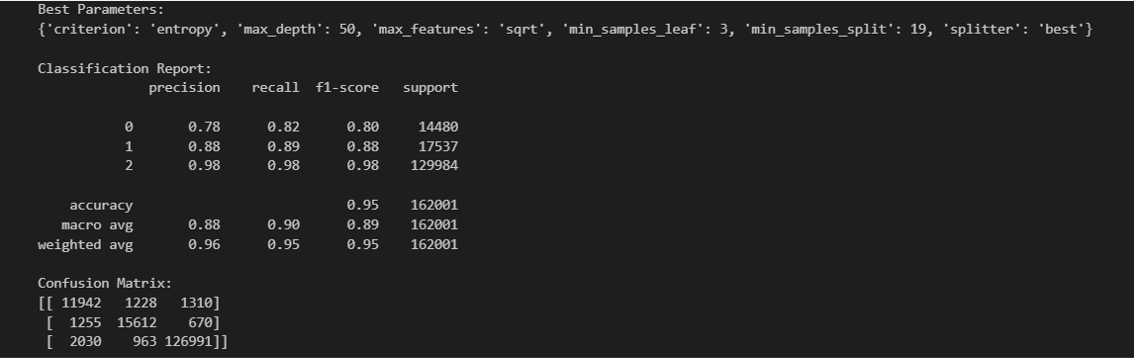 Best Parameters:
{'criterion': 'entropy', 'max_depth': 50, 'max_features': 'sqrt', 'min_samples_leaf': 3, 'min_samples_split': 19, 'splitter': 'best'}
Classification Report:
precision recall f1-score support
0 0.78 0.82 0.80 14480
1 0.88 0.89 0.88 17537
2 0.98 0.98 0.98 129984
accuracy 0.95 162001
macro avg 0.88 0.90 0.89 162001
weighted avg 0.96 0.95 0.95 162001
Confusion Matrix:
[[ 11942 1228 1310]
[ 1255 15612 670]
[ 2030 963 126991]]